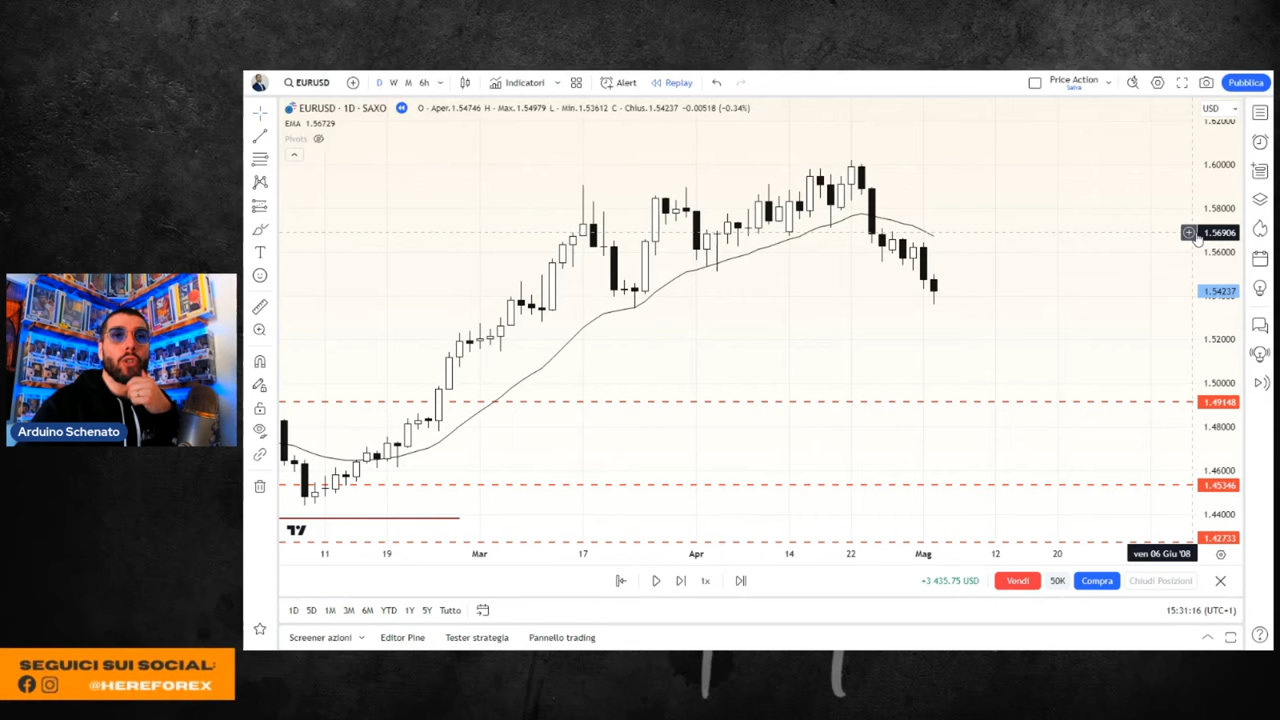 EURUSD
D W M 6h
Indicatori
Alert
Replay
Price Action
Salva
Pubblica
EURUSD · 1D · SAXO
O - Aper.1.54746 H - Max.1.54979 L - Min.1.53612 C - Chius.1.54237 -0.00518 (-0.34%)
USD
EMA 1.56729
Pivots
1.62000
1.60000
1.58000
1.56906
1.56000
1.54237
1.52000
1.50000
1.49148
1.48000
1.46000
1.45346
1.44000
1.42733
Arduino Schenato
11 19 Mar 17 Apr 14 22 Mag 12 20 ven 06 Giu '08
1x
+3 435.75 USD
Vendi
50K
Compra
Chiudi Posizioni
1D 5D 1M 3M 6M YTD 1Y 5Y Tutto
15:31:16 (UTC+1)
Screener azioni
Editor Pine
Tester strategia
Pannello trading
SEGUICI SUI SOCIAL:
@HEREFOREX